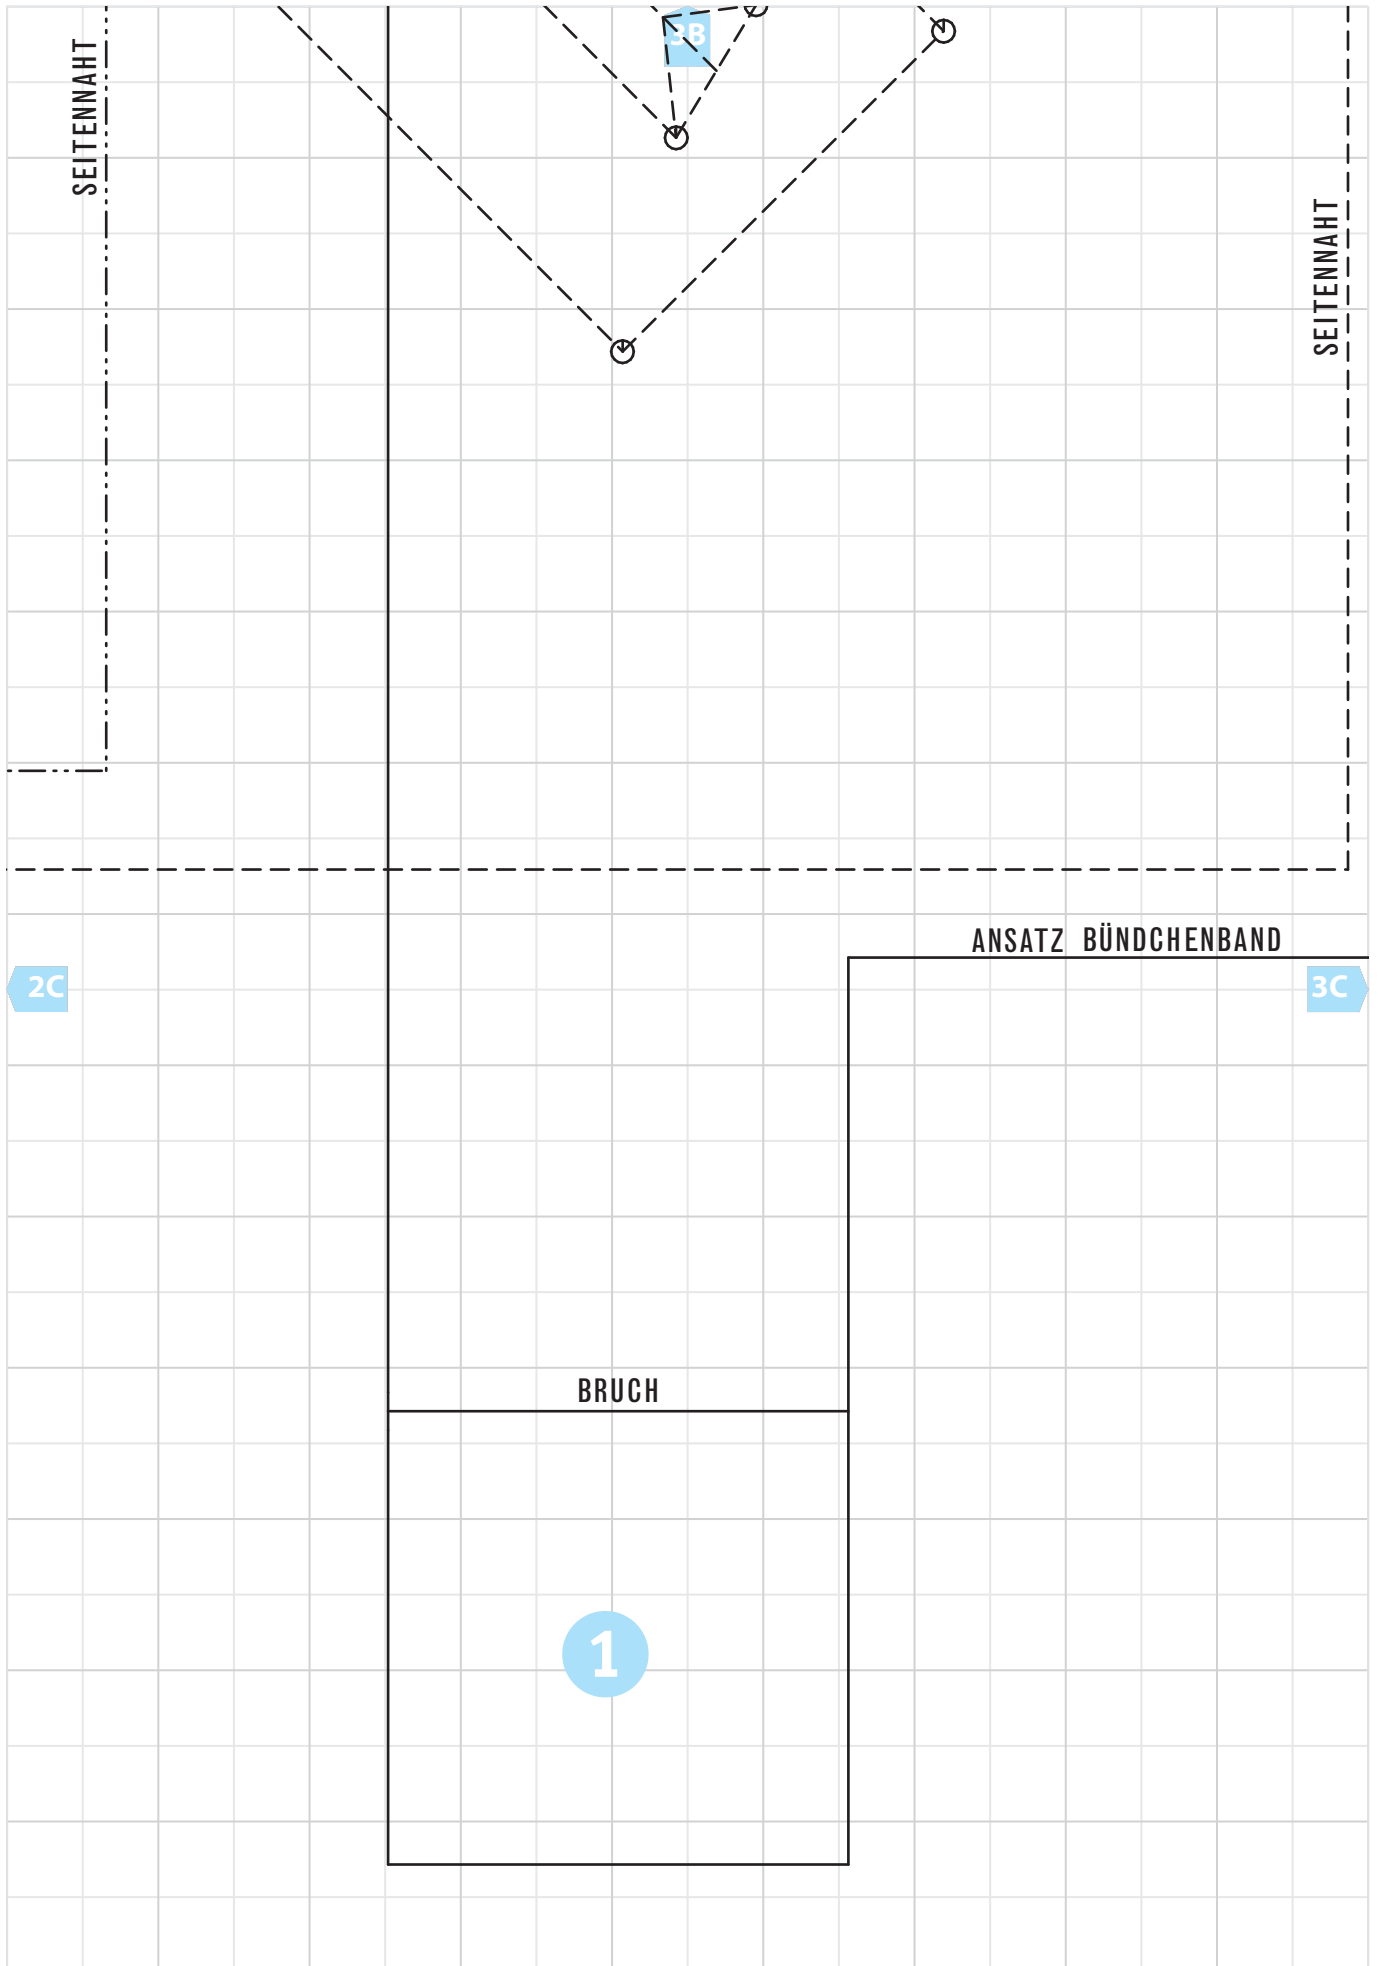 3B
SEITENNAHT
SEITENNAHT
ANSATZ BÜNDCHENBAND
2C
3C
BRUCH
1